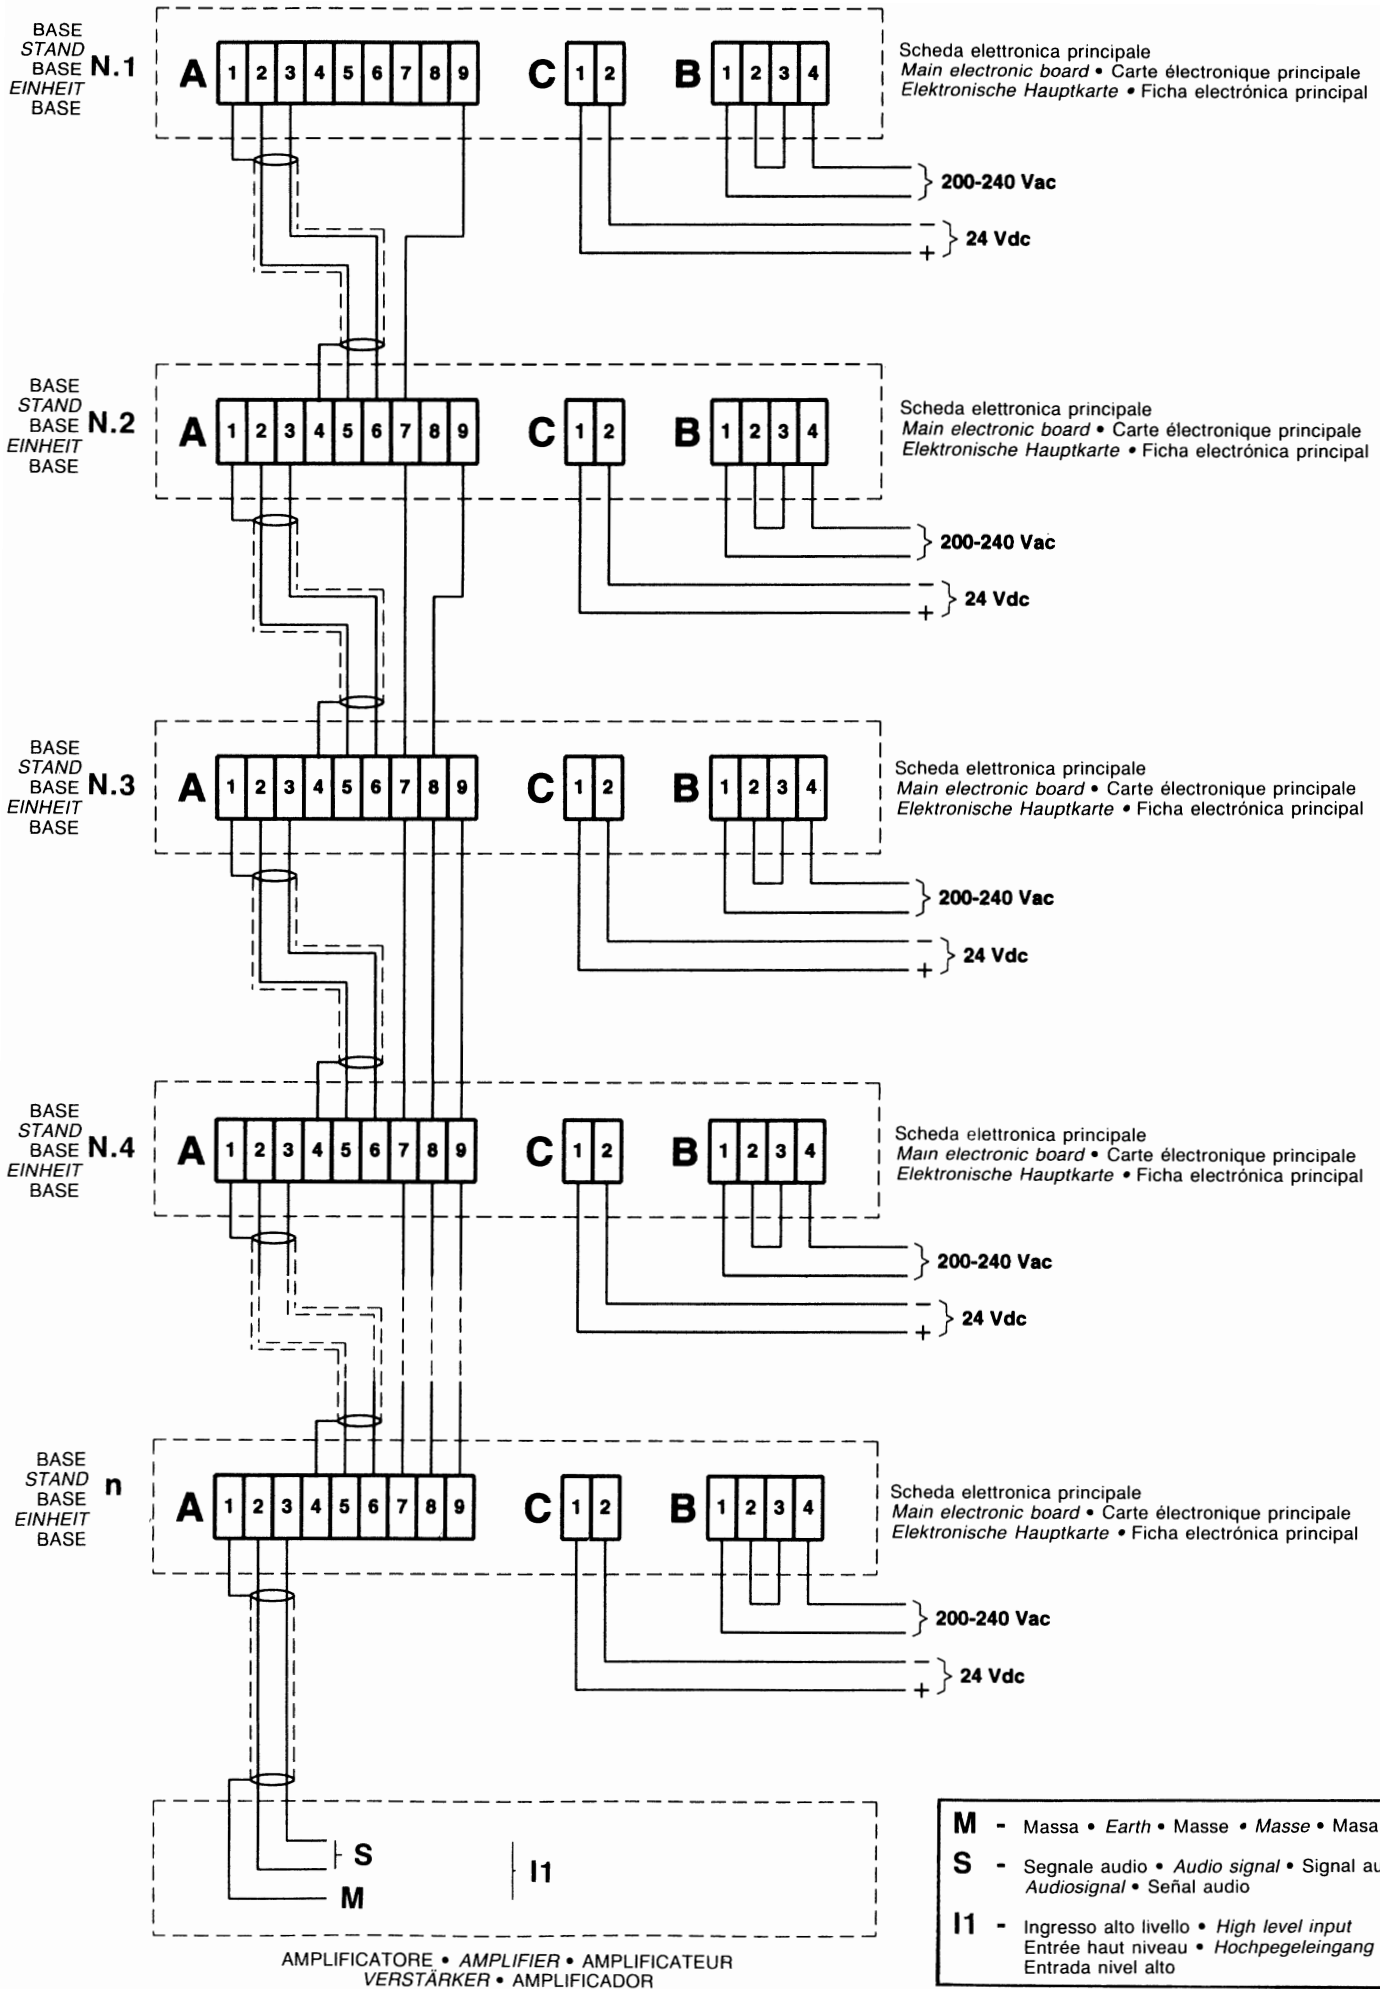 BASE
STAND
BASE N.1
EINHEIT
BASE
A 1 2 3 4 5 6 7 8 9 C 1 2 B 1 2 3 4
Scheda elettronica principale
Main electronic board • Carte électronique principale
Elektronische Hauptkarte • Ficha electrónica principal
200-240 Vac
− 24 Vdc
+
BASE
STAND
BASE N.2
EINHEIT
BASE
A 1 2 3 4 5 6 7 8 9 C 1 2 B 1 2 3 4
Scheda elettronica principale
Main electronic board • Carte électronique principale
Elektronische Hauptkarte • Ficha electrónica principal
200-240 Vac
− 24 Vdc
+
BASE
STAND
BASE N.3
EINHEIT
BASE
A 1 2 3 4 5 6 7 8 9 C 1 2 B 1 2 3 4
Scheda elettronica principale
Main electronic board • Carte électronique principale
Elektronische Hauptkarte • Ficha electrónica principal
200-240 Vac
− 24 Vdc
+
BASE
STAND
BASE N.4
EINHEIT
BASE
A 1 2 3 4 5 6 7 8 9 C 1 2 B 1 2 3 4
Scheda elettronica principale
Main electronic board • Carte électronique principale
Elektronische Hauptkarte • Ficha electrónica principal
200-240 Vac
− 24 Vdc
+
BASE
STAND
BASE n
EINHEIT
BASE
A 1 2 3 4 5 6 7 8 9 C 1 2 B 1 2 3 4
Scheda elettronica principale
Main electronic board • Carte électronique principale
Elektronische Hauptkarte • Ficha electrónica principal
200-240 Vac
− 24 Vdc
+
S I1
M
AMPLIFICATORE • AMPLIFIER • AMPLIFICATEUR
VERSTÄRKER • AMPLIFICADOR
M - Massa • Earth • Masse • Masse • Masa
S - Segnale audio • Audio signal • Signal au
Audiosignal • Señal audio
I1 - Ingresso alto livello • High level input
Entrée haut niveau • Hochpegeleingang
Entrada nivel alto